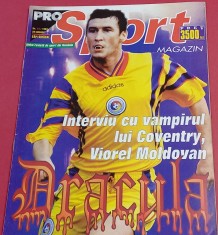 PRO
Sport
MAGAZIN
3500
adidas
Interviu cu vampirul
lui Coventry,
Viorel Moldovan
Dracula